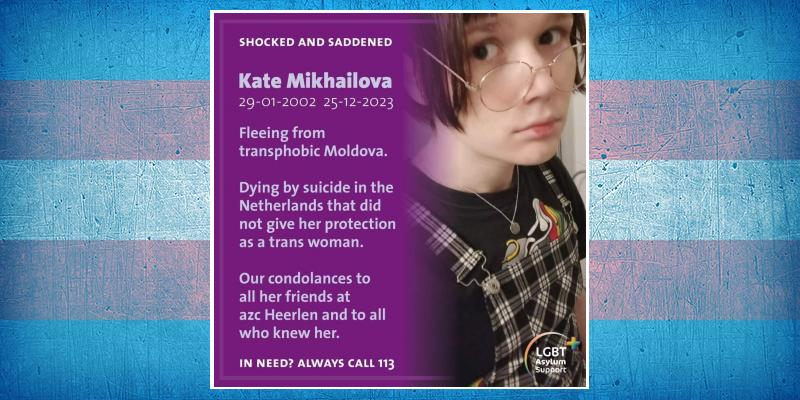 SHOCKED AND SADDENED
Kate Mikhailova
29-01-2002 25-12-2023
Fleeing from
transphobic Moldova.
Dying by suicide in the
Netherlands that did
not give her protection
as a trans woman.
Our condolances to
all her friends at
azc Heerlen and to all
who knew her.
IN NEED? ALWAYS CALL 113
LGBT
Asylum
Support